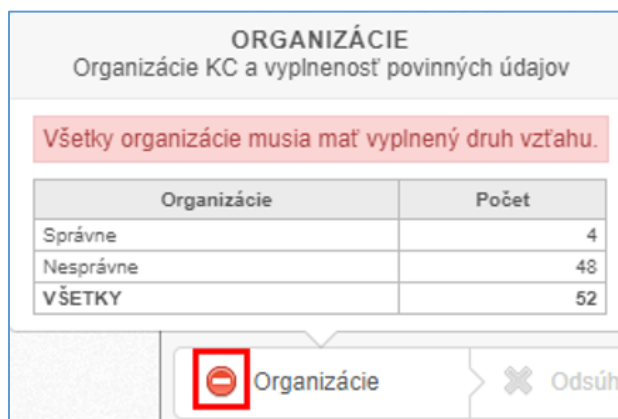 ORGANIZÁCIE
Organizácie KC a vyplnenosť povinných údajov
Všetky organizácie musia mať vyplnený druh vzťahu.
Organizácie Počet
Správne 4
Nesprávne 48
VŠETKY 52
Organizácie Odsúh